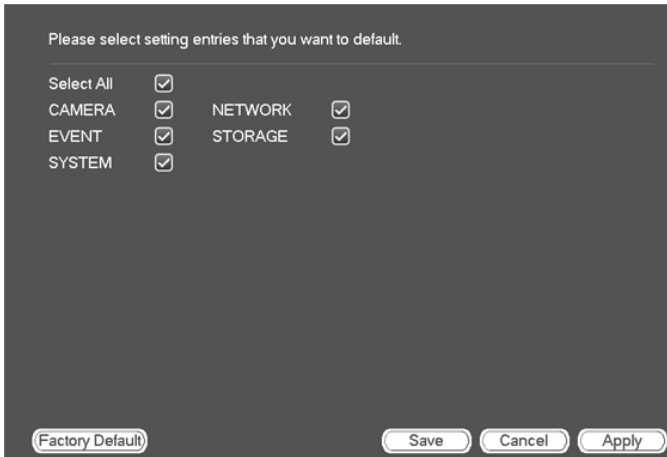 Please select setting entries that you want to default.
Select All
CAMERA NETWORK
EVENT STORAGE
SYSTEM
Factory Default Save Cancel Apply